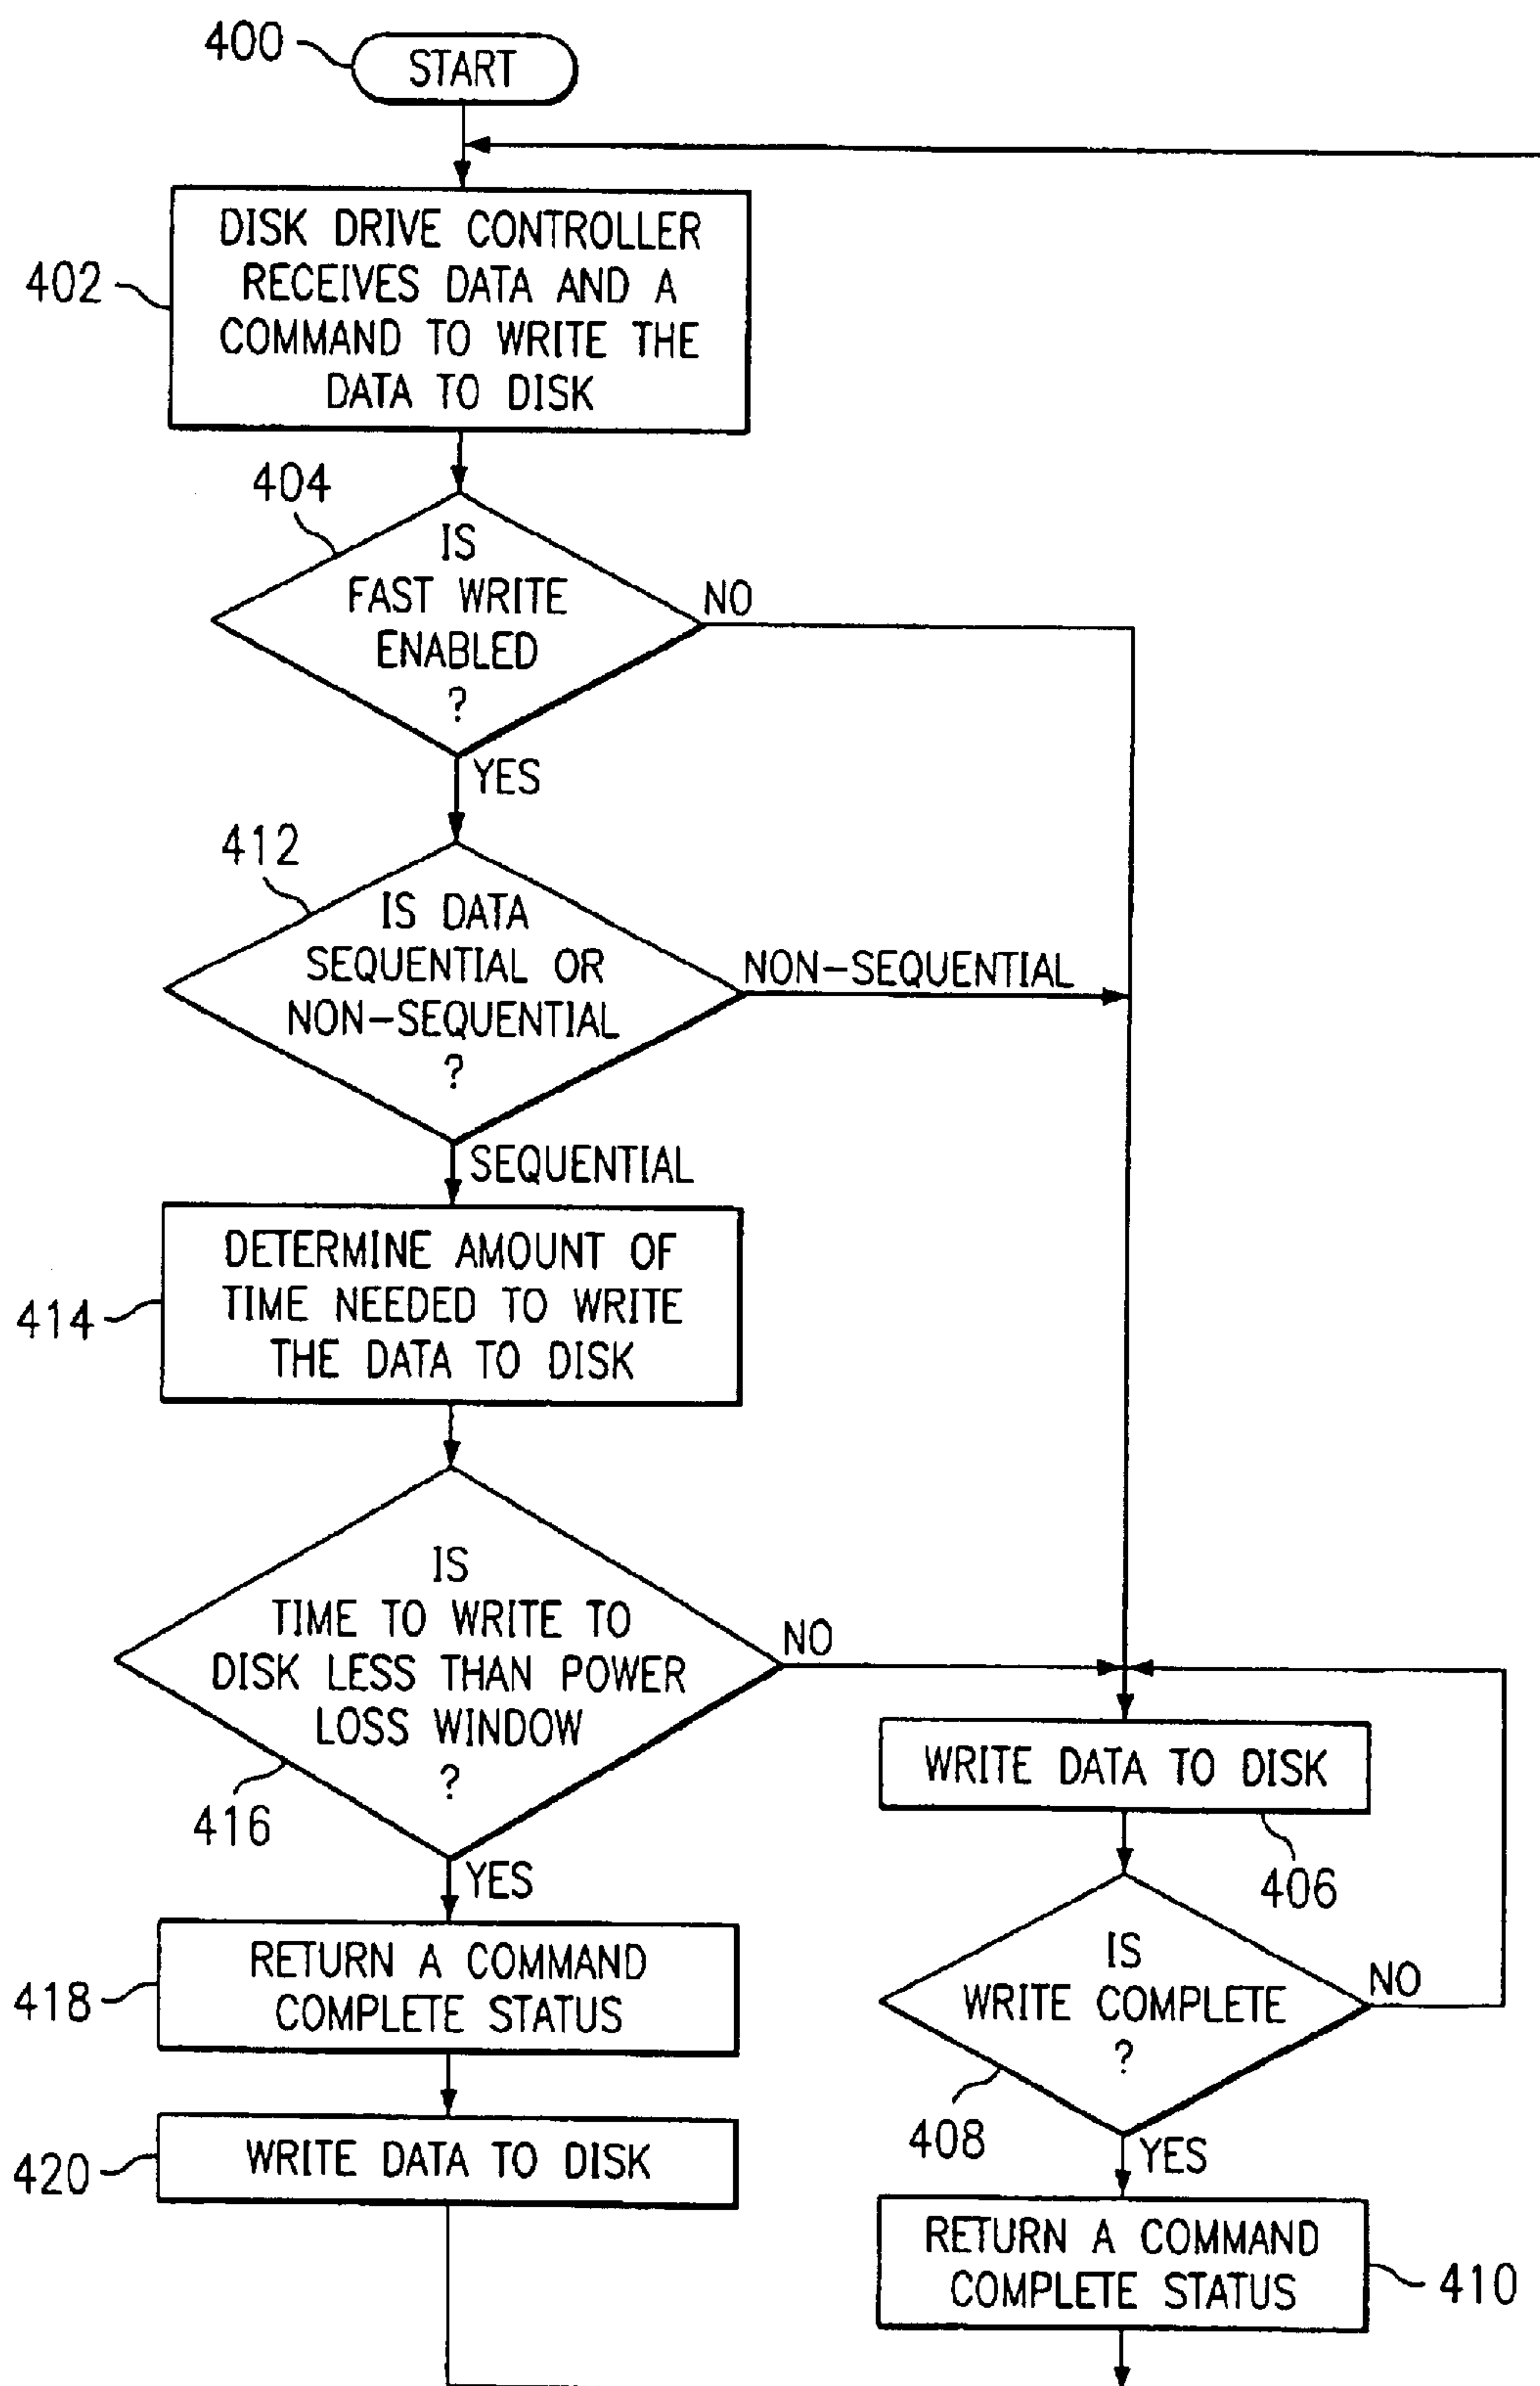 400
START
402
DISK DRIVE CONTROLLER
RECEIVES DATA AND A
COMMAND TO WRITE THE
DATA TO DISK
404
IS
FAST WRITE
ENABLED
?
NO
YES
412
IS DATA
SEQUENTIAL OR
NON-SEQUENTIAL
?
NON-SEQUENTIAL
SEQUENTIAL
414
DETERMINE AMOUNT OF
TIME NEEDED TO WRITE
THE DATA TO DISK
IS
TIME TO WRITE TO
DISK LESS THAN POWER
LOSS WINDOW
?
416
NO
YES
WRITE DATA TO DISK
406
418
RETURN A COMMAND
COMPLETE STATUS
IS
WRITE COMPLETE
?
NO
408
YES
420
WRITE DATA TO DISK
RETURN A COMMAND
COMPLETE STATUS
410